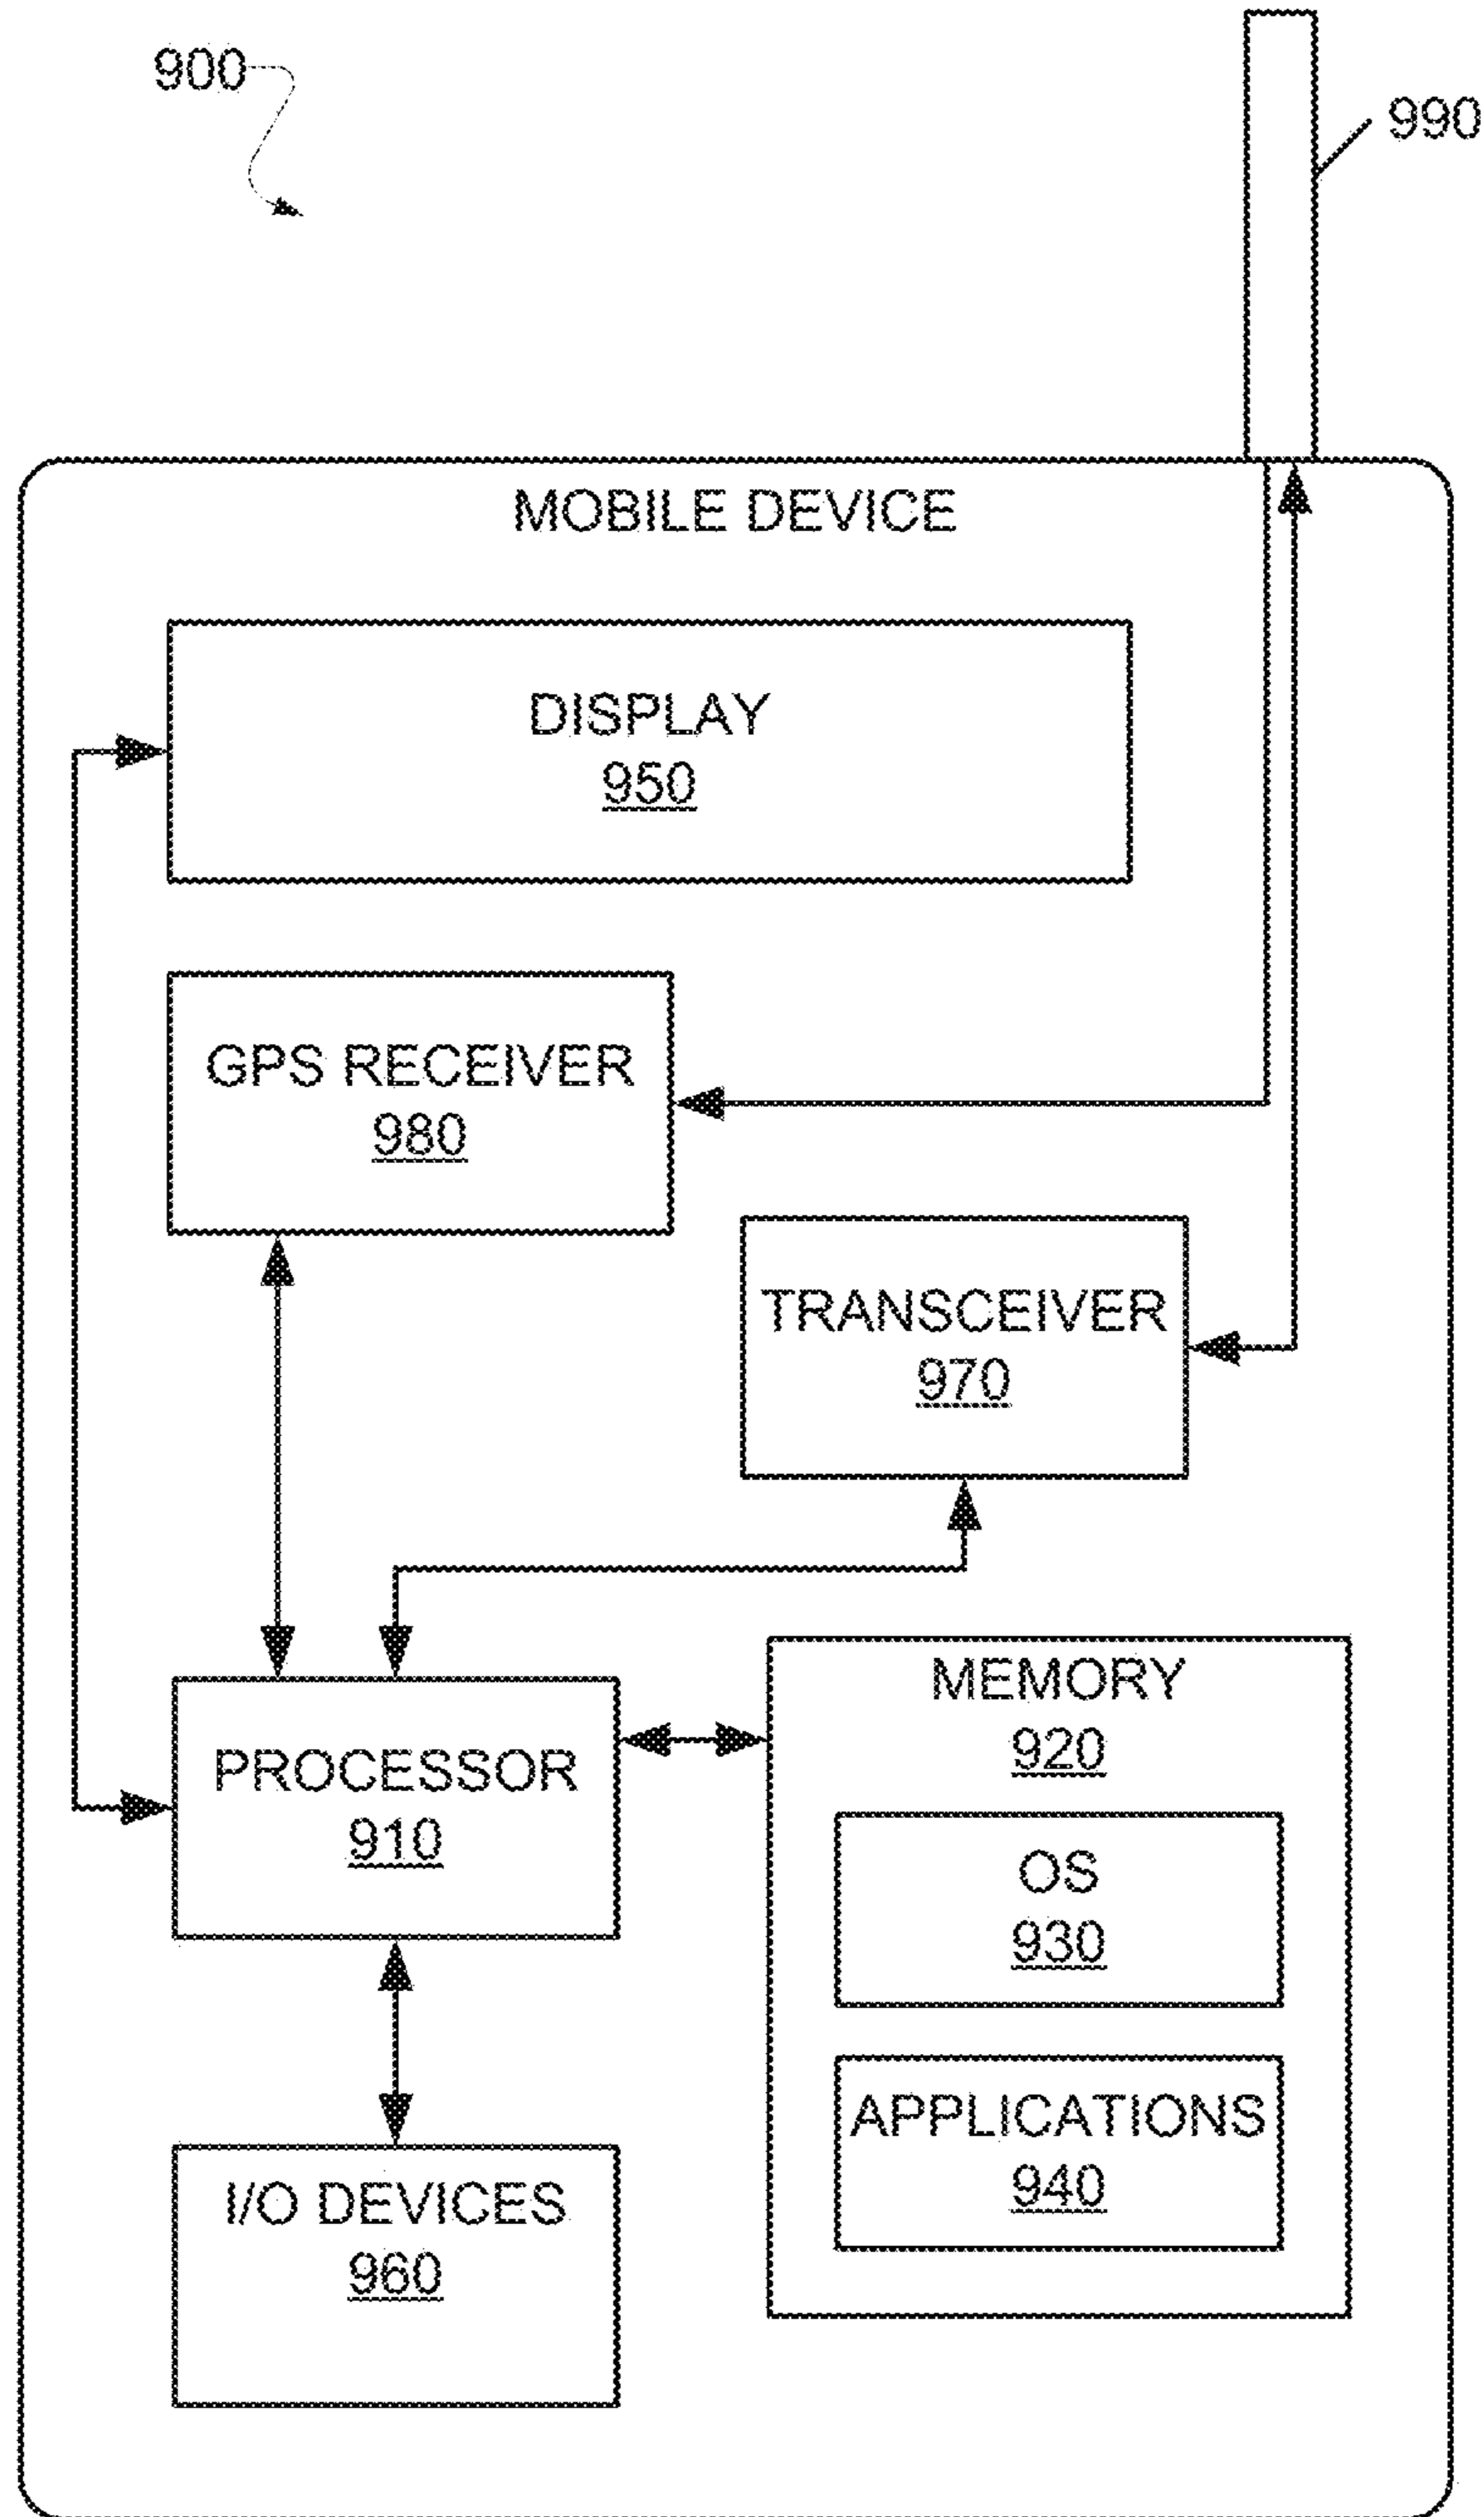 900
990
MOBILE DEVICE
DISPLAY
950
GPS RECEIVER
980
TRANSCEIVER
970
PROCESSOR
910
MEMORY
920
OS
930
APPLICATIONS
940
I/O DEVICES
960